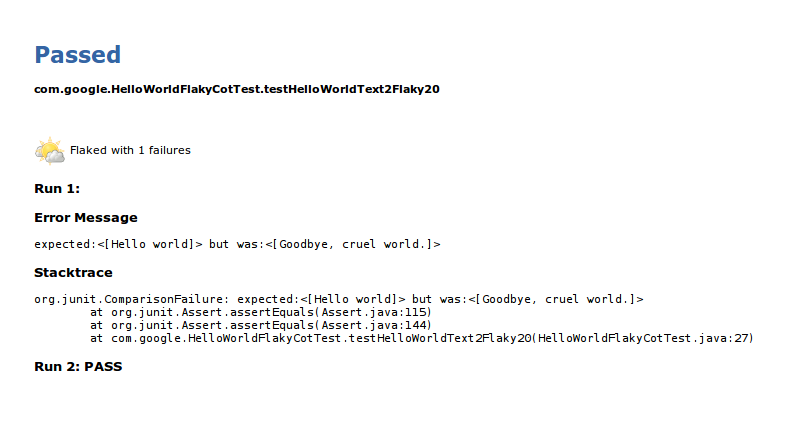 Passed
com.google.HelloWorldFlakyCotTest.testHelloWorldText2Flaky20
Flaked with 1 failures
Run 1:
Error Message
expected:<[Hello world]> but was:<[Goodbye, cruel world.]>
Stacktrace
org.junit.ComparisonFailure: expected:<[Hello world]> but was:<[Goodbye, cruel world.]>
	at org.junit.Assert.assertEquals(Assert.java:115)
	at org.junit.Assert.assertEquals(Assert.java:144)
	at com.google.HelloWorldFlakyCotTest.testHelloWorldText2Flaky20(HelloWorldFlakyCotTest.java:27)
Run 2: PASS